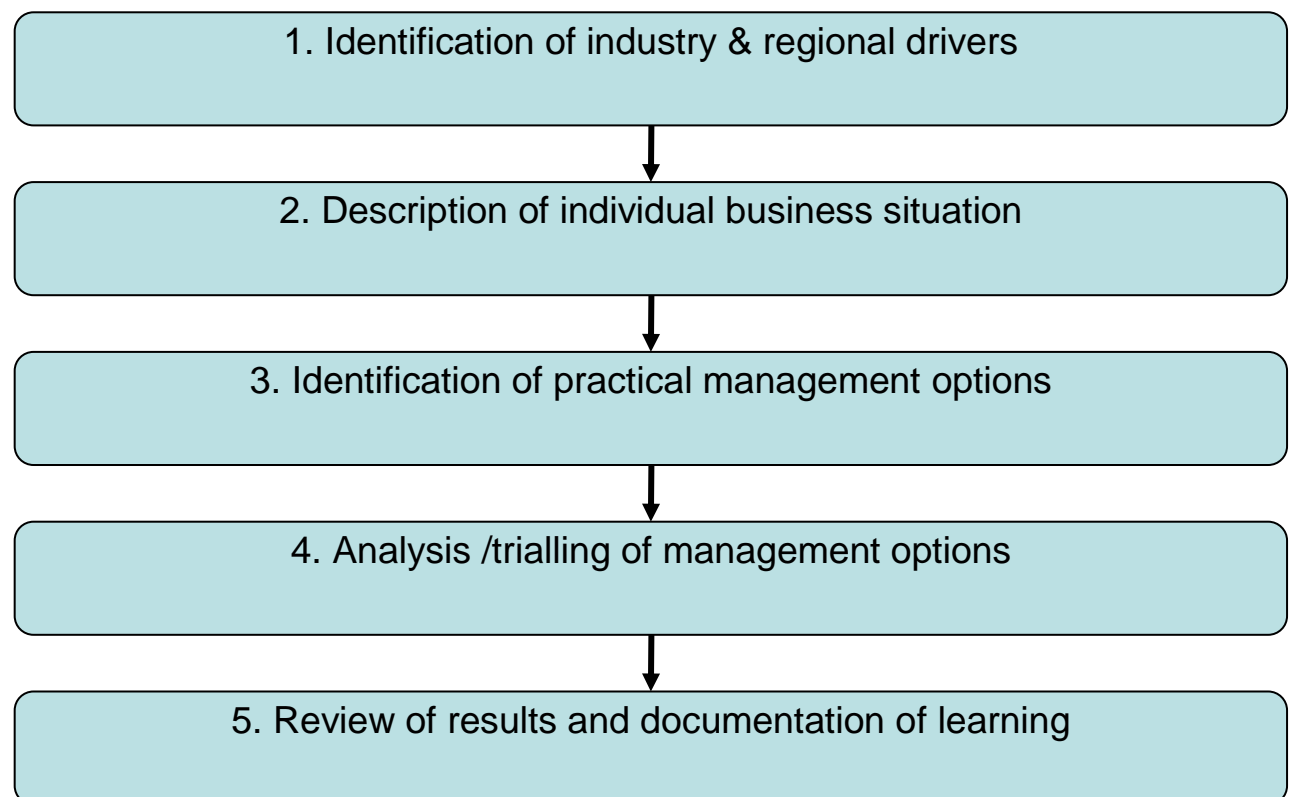 1. Identification of industry & regional drivers
2. Description of individual business situation
3. Identification of practical management options
4. Analysis /trialling of management options
5. Review of results and documentation of learning